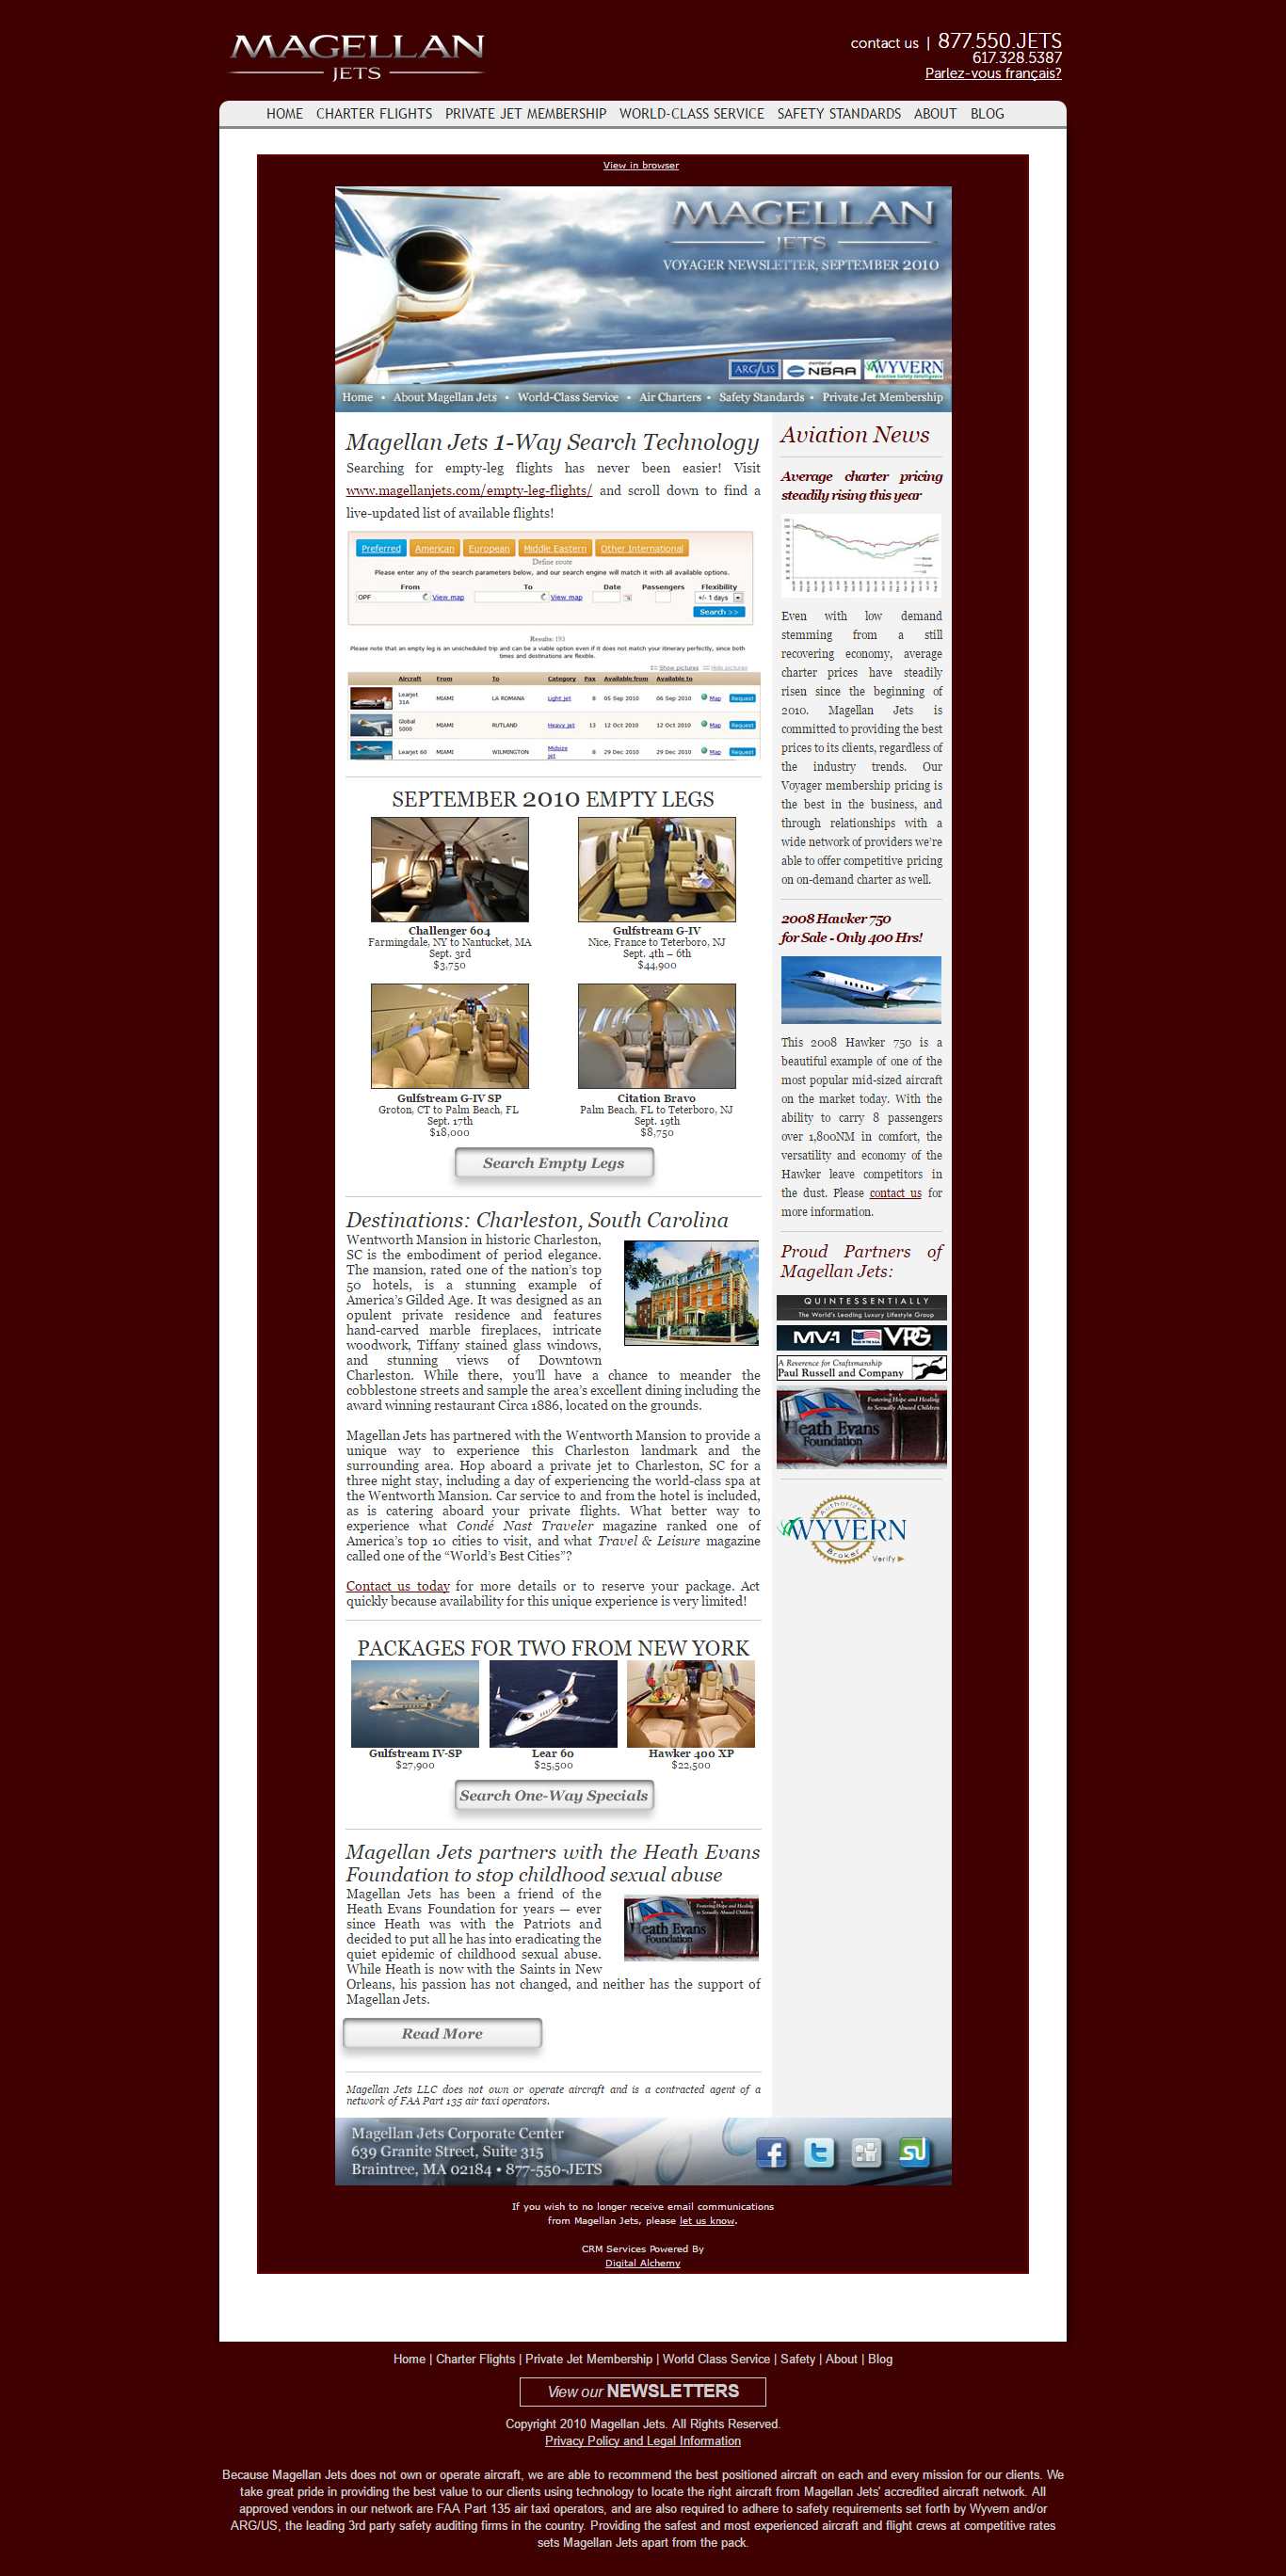 MAGELLAN
JETS
contact us | 877.550.JETS
617.328.5387
Parlez-vous français?
HOME CHARTER FLIGHTS PRIVATE JET MEMBERSHIP WORLD-CLASS SERVICE SAFETY STANDARDS ABOUT BLOG
View in browser
MAGELLAN
JETS
VOYAGER NEWSLETTER, SEPTEMBER 2010
ARG/US member of NBAA WYVERN
Aviation Safety Intelligence
Home • About Magellan Jets • World-Class Service • Air Charters • Safety Standards • Private Jet Membership
Magellan Jets 1-Way Search Technology
Searching for empty-leg flights has never been easier! Visit
www.magellanjets.com/empty-leg-flights/ and scroll down to find a
live-updated list of available flights!
Preferred American European Middle Eastern Other International
Define route
Please enter any of the search parameters below, and our search engine will match it with all available options.
From To Date Passengers Flexibility
OPF View map View map +/- 1 days
Search >>
Results: 193
Please note that an empty leg is an unscheduled trip and can be a viable option even if it does not match your itinerary perfectly, since both
times and destinations are flexible.
Show pictures Hide pictures
Aircraft From To Category Pax Available from Available to
Learjet 31A MIAMI LA ROMANA Light jet 8 05 Sep 2010 06 Sep 2010 Map Request
Global 5000 MIAMI RUTLAND Heavy jet 13 12 Oct 2010 12 Oct 2010 Map Request
Learjet 60 MIAMI WILMINGTON Midsize jet 8 29 Dec 2010 29 Dec 2010 Map Request
SEPTEMBER 2010 EMPTY LEGS
Challenger 604
Farmingdale, NY to Nantucket, MA
Sept. 3rd
$3,750
Gulfstream G-IV
Nice, France to Teterboro, NJ
Sept. 4th – 6th
$44,900
Gulfstream G-IV SP
Groton, CT to Palm Beach, FL
Sept. 17th
$18,000
Citation Bravo
Palm Beach, FL to Teterboro, NJ
Sept. 19th
$8,750
Search Empty Legs
Destinations: Charleston, South Carolina
Wentworth Mansion in historic Charleston,
SC is the embodiment of period elegance.
The mansion, rated one of the nation's top
50 hotels, is a stunning example of
America's Gilded Age. It was designed as an
opulent private residence and features
hand-carved marble fireplaces, intricate
woodwork, Tiffany stained glass windows,
and stunning views of Downtown
Charleston. While there, you'll have a chance to meander the
cobblestone streets and sample the area's excellent dining including the
award winning restaurant Circa 1886, located on the grounds.
Magellan Jets has partnered with the Wentworth Mansion to provide a
unique way to experience this Charleston landmark and the
surrounding area. Hop aboard a private jet to Charleston, SC for a
three night stay, including a day of experiencing the world-class spa at
the Wentworth Mansion. Car service to and from the hotel is included,
as is catering aboard your private flights. What better way to
experience what Condé Nast Traveler magazine ranked one of
America's top 10 cities to visit, and what Travel & Leisure magazine
called one of the “World's Best Cities”?
Contact us today for more details or to reserve your package. Act
quickly because availability for this unique experience is very limited!
PACKAGES FOR TWO FROM NEW YORK
Gulfstream IV-SP
$27,900
Lear 60
$25,500
Hawker 400 XP
$22,500
Search One-Way Specials
Magellan Jets partners with the Heath Evans
Foundation to stop childhood sexual abuse
Magellan Jets has been a friend of the
Heath Evans Foundation for years — ever
since Heath was with the Patriots and
decided to put all he has into eradicating the
quiet epidemic of childhood sexual abuse.
While Heath is now with the Saints in New
Orleans, his passion has not changed, and neither has the support of
Magellan Jets.
Fostering Hope and Healing
to Sexually Abused Children
Heath Evans
Foundation
Read More
Magellan Jets LLC does not own or operate aircraft and is a contracted agent of a
network of FAA Part 135 air taxi operators.
Aviation News
Average charter pricing
steadily rising this year
Even with low demand
stemming from a still
recovering economy, average
charter prices have steadily
risen since the beginning of
2010. Magellan Jets is
committed to providing the best
prices to its clients, regardless of
the industry trends. Our
Voyager membership pricing is
the best in the business, and
through relationships with a
wide network of providers we're
able to offer competitive pricing
on on-demand charter as well.
2008 Hawker 750
for Sale - Only 400 Hrs!
This 2008 Hawker 750 is a
beautiful example of one of the
most popular mid-sized aircraft
on the market today. With the
ability to carry 8 passengers
over 1,800NM in comfort, the
versatility and economy of the
Hawker leave competitors in
the dust. Please contact us for
more information.
Proud Partners of
Magellan Jets:
QUINTESSENTIALLY
The World's Leading Luxury Lifestyle Group
MV-1 VPG
A Reverence for Craftsmanship
Paul Russell and Company
Fostering Hope and Healing
to Sexually Abused Children
Heath Evans
Foundation
Authorized
WYVERN
Broker
Verify
Magellan Jets Corporate Center
639 Granite Street, Suite 315
Braintree, MA 02184 • 877-550-JETS
If you wish to no longer receive email communications
from Magellan Jets, please let us know.
CRM Services Powered By
Digital Alchemy
Home | Charter Flights | Private Jet Membership | World Class Service | Safety | About | Blog
View our NEWSLETTERS
Copyright 2010 Magellan Jets. All Rights Reserved.
Privacy Policy and Legal Information
Because Magellan Jets does not own or operate aircraft, we are able to recommend the best positioned aircraft on each and every mission for our clients. We
take great pride in providing the best value to our clients using technology to locate the right aircraft from Magellan Jets' accredited aircraft network. All
approved vendors in our network are FAA Part 135 air taxi operators, and are also required to adhere to safety requirements set forth by Wyvern and/or
ARG/US, the leading 3rd party safety auditing firms in the country. Providing the safest and most experienced aircraft and flight crews at competitive rates
sets Magellan Jets apart from the pack.